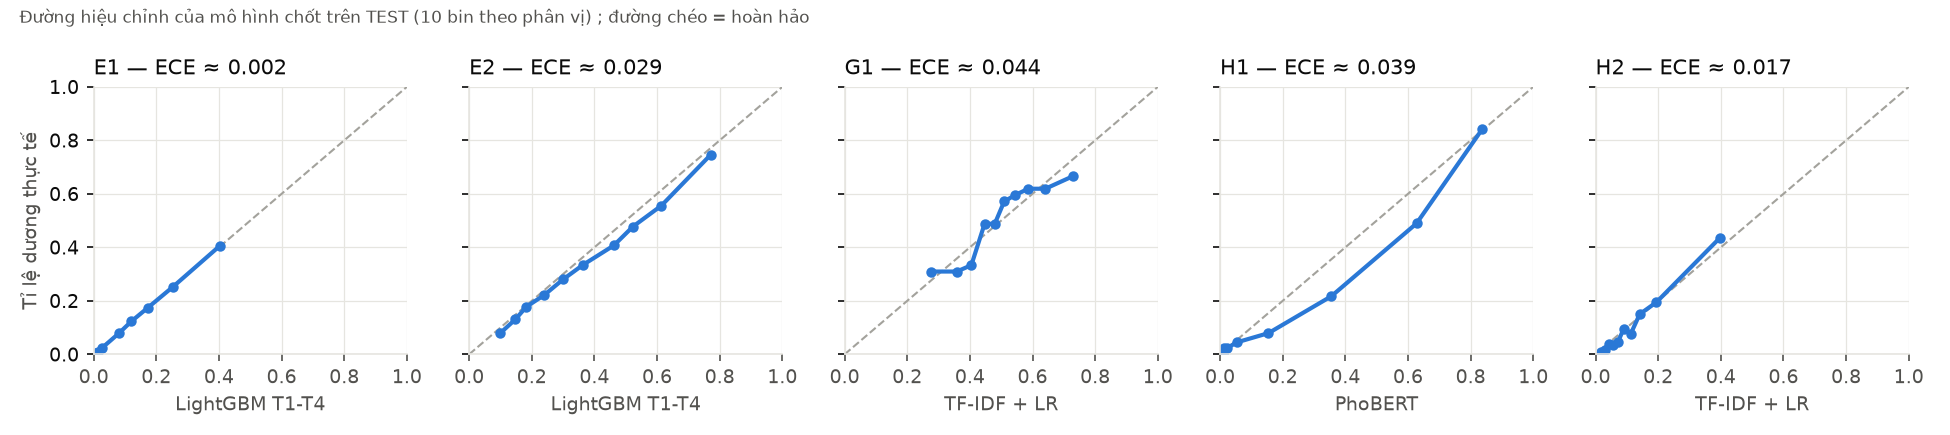 Đường hiệu chỉnh của mô hình chốt trên TEST (10 bin theo phân vị) ; đường chéo = hoàn hảo
E1 — ECE ≈ 0.002
E2 — ECE ≈ 0.029
G1 — ECE ≈ 0.044
H1 — ECE ≈ 0.039
H2 — ECE ≈ 0.017
Tỉ lệ dương thực tế
1.0
0.8
0.6
0.4
0.2
0.0
0.0 0.2 0.4 0.6 0.8 1.0
0.0 0.2 0.4 0.6 0.8 1.0
0.0 0.2 0.4 0.6 0.8 1.0
0.0 0.2 0.4 0.6 0.8 1.0
0.0 0.2 0.4 0.6 0.8 1.0
LightGBM T1-T4
LightGBM T1-T4
TF-IDF + LR
PhoBERT
TF-IDF + LR